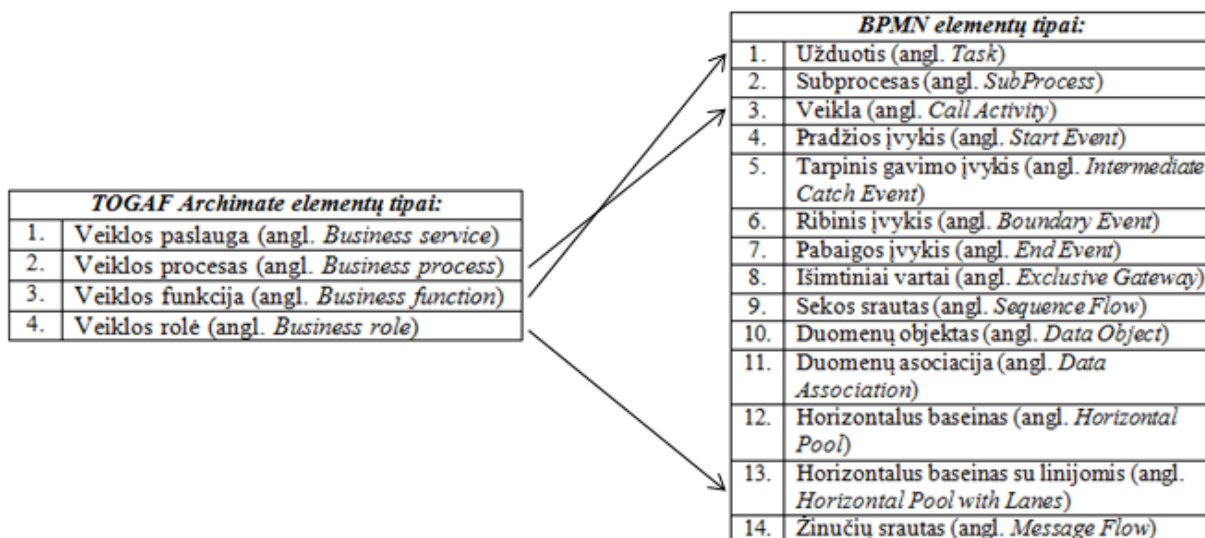 TOGAF Archimate elementų tipai:
1. Veiklos paslauga (angl. Business service)
2. Veiklos procesas (angl. Business process)
3. Veiklos funkcija (angl. Business function)
4. Veiklos rolė (angl. Business role)
BPMN elementų tipai:
1. Užduotis (angl. Task)
2. Subprocesas (angl. SubProcess)
3. Veikla (angl. Call Activity)
4. Pradžios įvykis (angl. Start Event)
5. Tarpinis gavimo įvykis (angl. Intermediate
Catch Event)
6. Ribinis įvykis (angl. Boundary Event)
7. Pabaigos įvykis (angl. End Event)
8. Išimtiniai vartai (angl. Exclusive Gateway)
9. Sekos srautas (angl. Sequence Flow)
10. Duomenų objektas (angl. Data Object)
11. Duomenų asociacija (angl. Data
Association)
12. Horizontalus baseinas (angl. Horizontal
Pool)
13. Horizontalus baseinas su linijomis (angl.
Horizontal Pool with Lanes)
14. Žinučių srautas (angl. Message Flow)